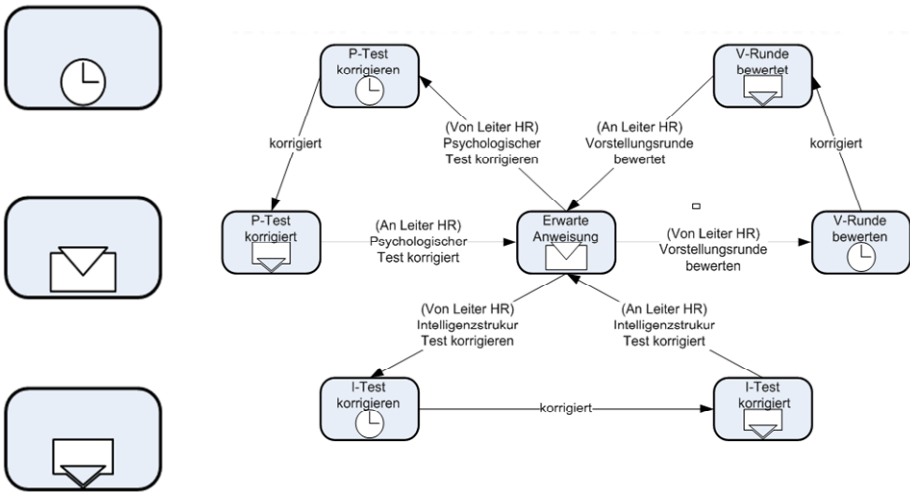 P-Test
korrigieren
V-Runde
bewertet
(Von Leiter HR)
Psychologischer
Test korrigieren
(An Leiter HR)
Vorstellungsrunde
bewertet
korrigiert
korrigiert
P-Test
korrigiert
(An Leiter HR)
Psychologischer
Test korrigiert
Erwarte
Anweisung
(Von Leiter HR)
Vorstellungsrunde
bewerten
V-Runde
bewerten
(Von Leiter HR)
Intelligenzstrukur
Test korrigieren
(An Leiter HR)
Intelligenzstrukur
Test korrigiert
I-Test
korrigieren
korrigiert
I-Test
korrigiert